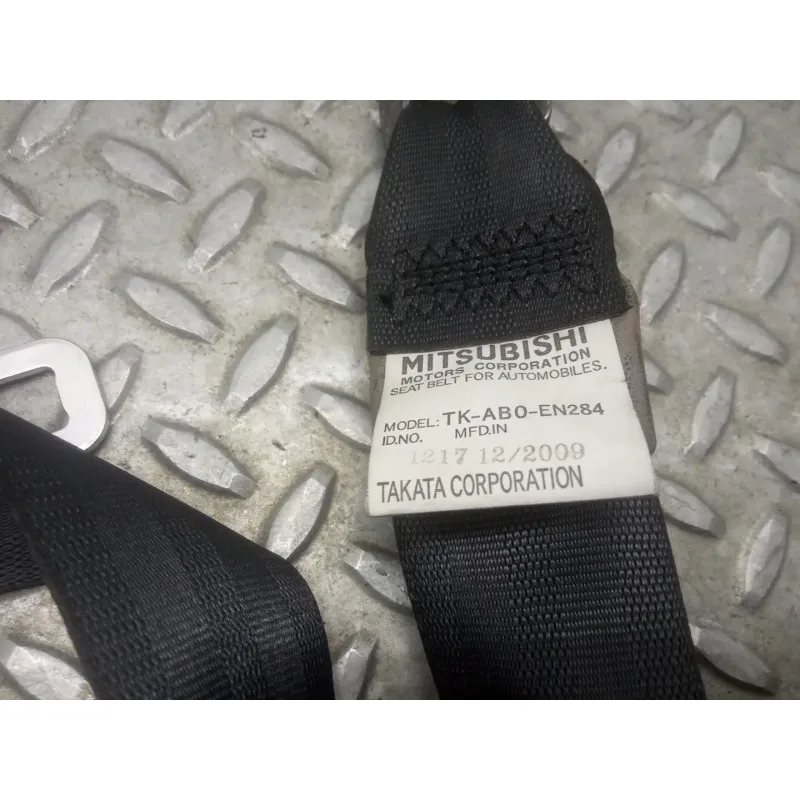 MITSUBISHI
MOTORS CORPORATION
SEAT BELT FOR AUTOMOBILES.
MODEL: TK-AB0-EN284
ID.NO. MFD.IN
1217 12/2009
TAKATA CORPORATION